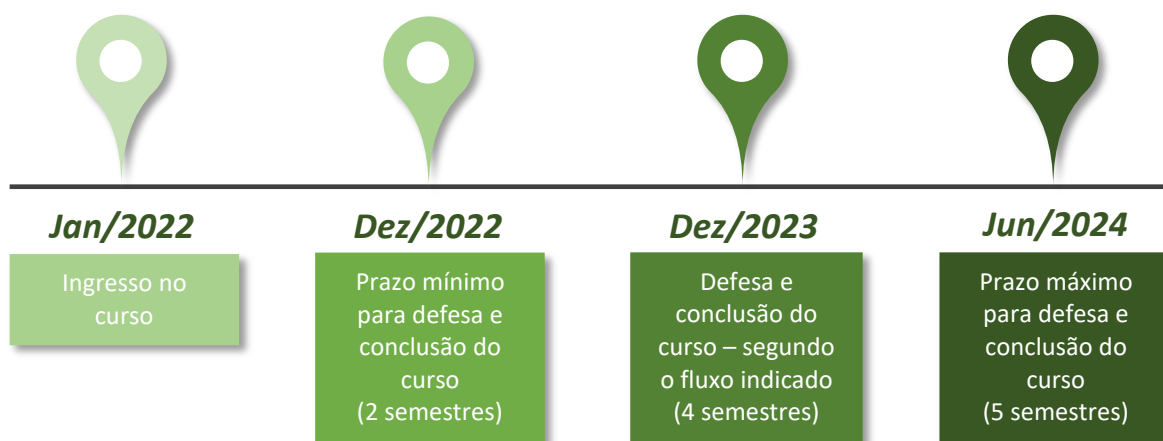 Jan/2022
Ingresso no
curso
Dez/2022
Prazo mínimo
para defesa e
conclusão do
curso
(2 semestres)
Dez/2023
Defesa e
conclusão do
curso – segundo
o fluxo indicado
(4 semestres)
Jun/2024
Prazo máximo
para defesa e
conclusão do
curso
(5 semestres)